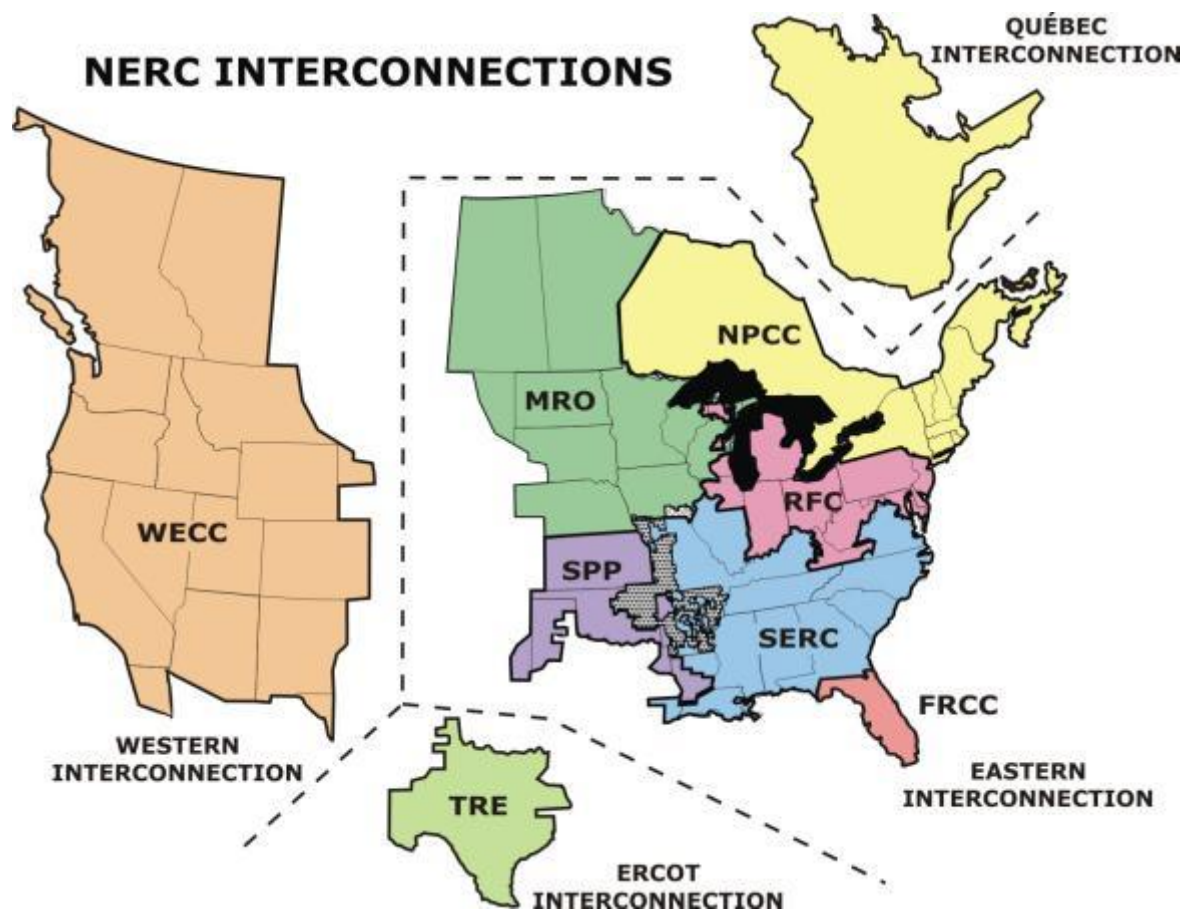 QUÉBEC
INTERCONNECTION
NERC INTERCONNECTIONS
NPCC
MRO
RFC
WECC
SPP
SERC
FRCC
WESTERN
INTERCONNECTION
EASTERN
INTERCONNECTION
TRE
ERCOT
INTERCONNECTION